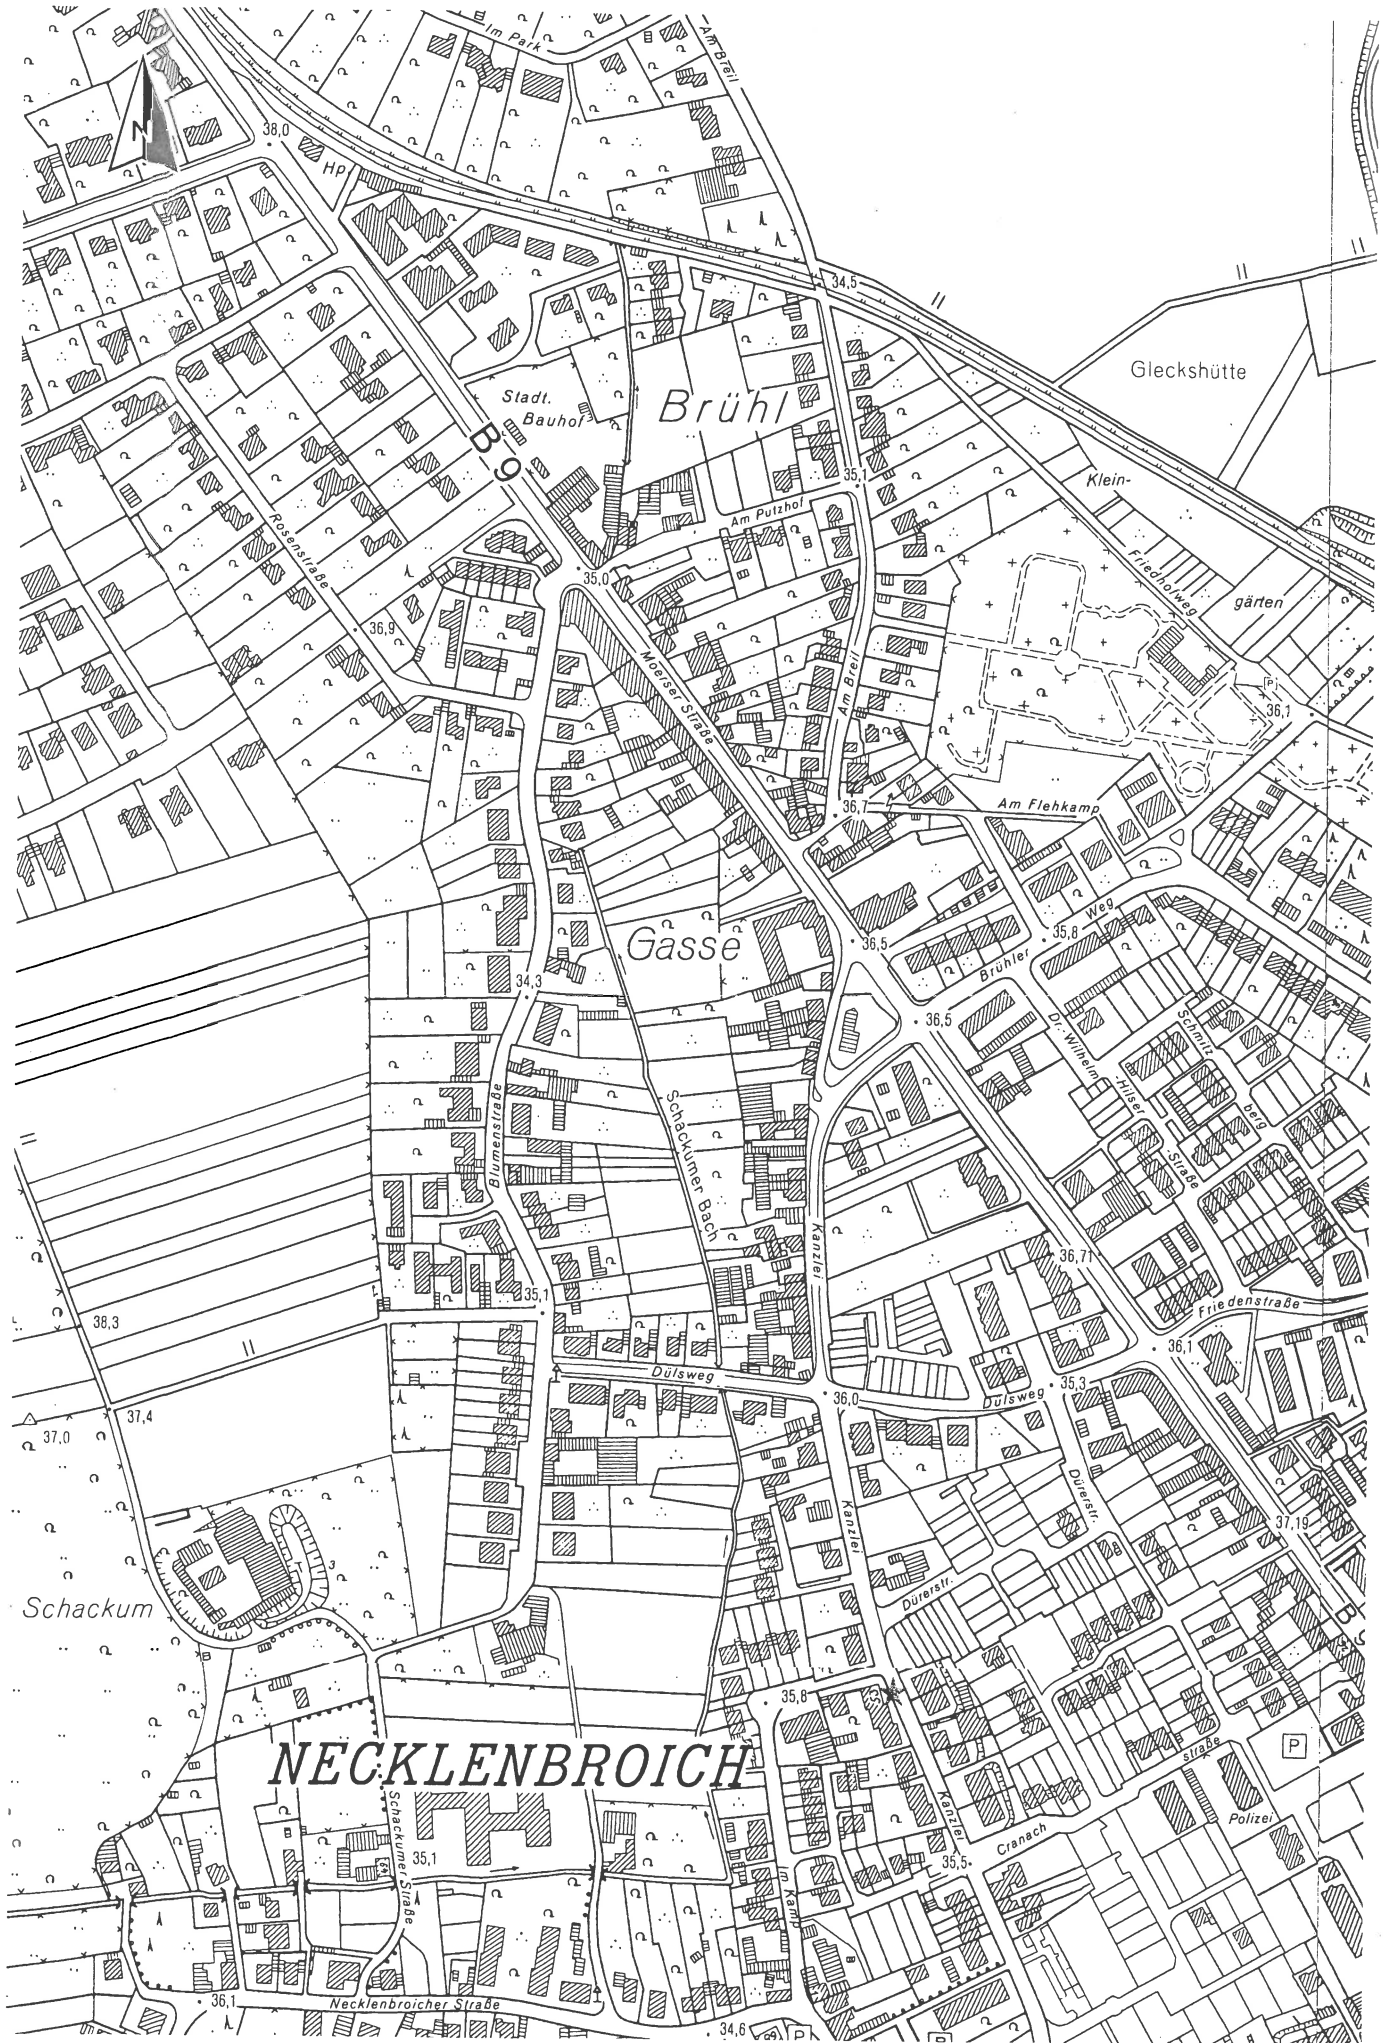 Im Park
Am Breil
N
38,0
Hp
34,5
Gleckshütte
Stadt.
Bauhof
Brühl
B 9
Klein-
35,1
Am Putzhof
Rosenstraße
35,0
Friedhofweg
gärten
36,9
Moerser Straße
Am Breil
P
36,1
36,7
Am Flehkamp
Weg
35,8
36,5
Gasse
Brühler
34,3
36,5
Schmitz
berg
Dr.-Wilhelm
-Hülser
-Straße
Blumenstraße
Schackumer Bach
Kanzlei
36,71
35,1
Friedenstraße
38,3
36,1
Dülsweg
35,3
36,0
Dülsweg
37,4
37,0
Dürerstr.
Kanzlei
37,19
3
Schackum
Dürerstr.
B 9
35,8
NECKLENBROICH
P
straße
Schackumer Straße
Kanzlei
Polizei
Cranach
35,1
35,5
Im Kamp
36,1
Necklenbroicher Straße
34,6
P
P